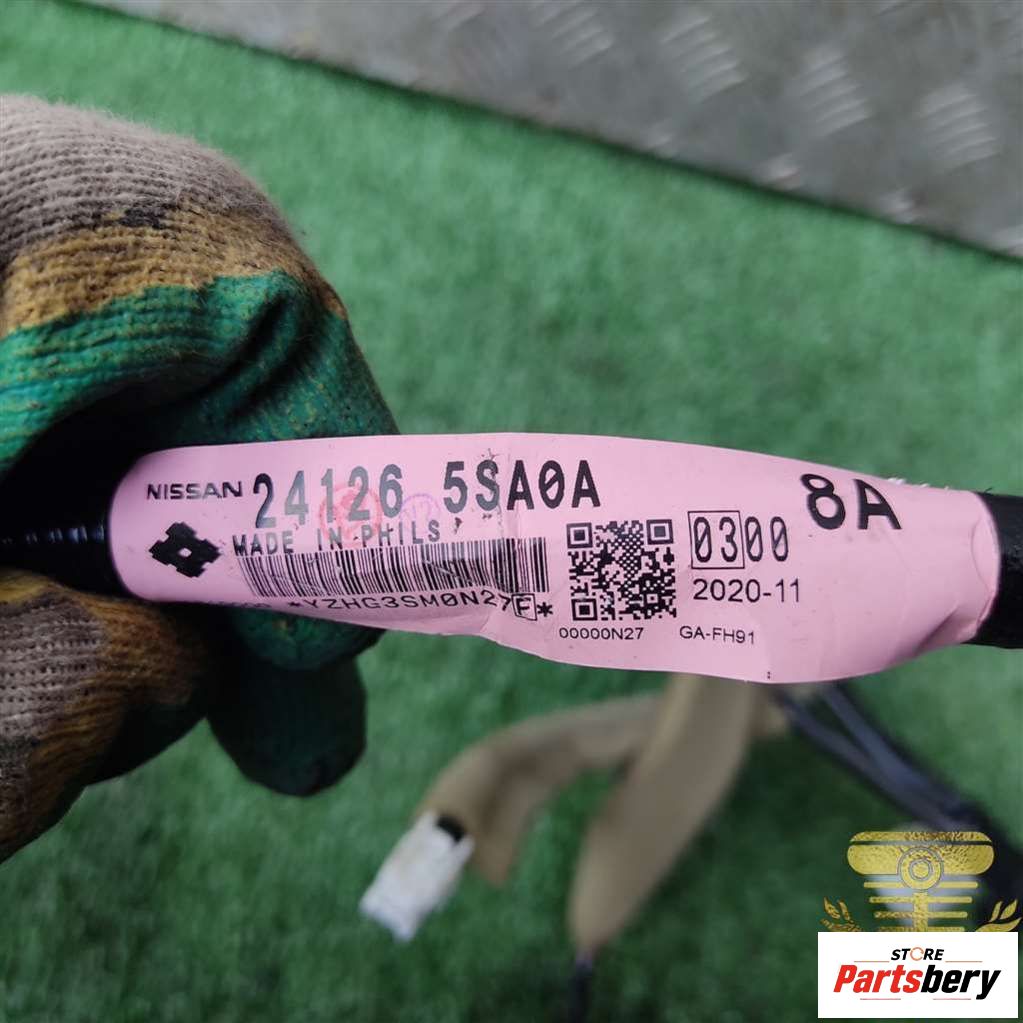 NISSAN 24126 5SA0A 8A
MADE IN PHILS
0300
2020-11
*YZHG3SM0N27F*
00000N27 GA-FH91
STORE
Partsbery